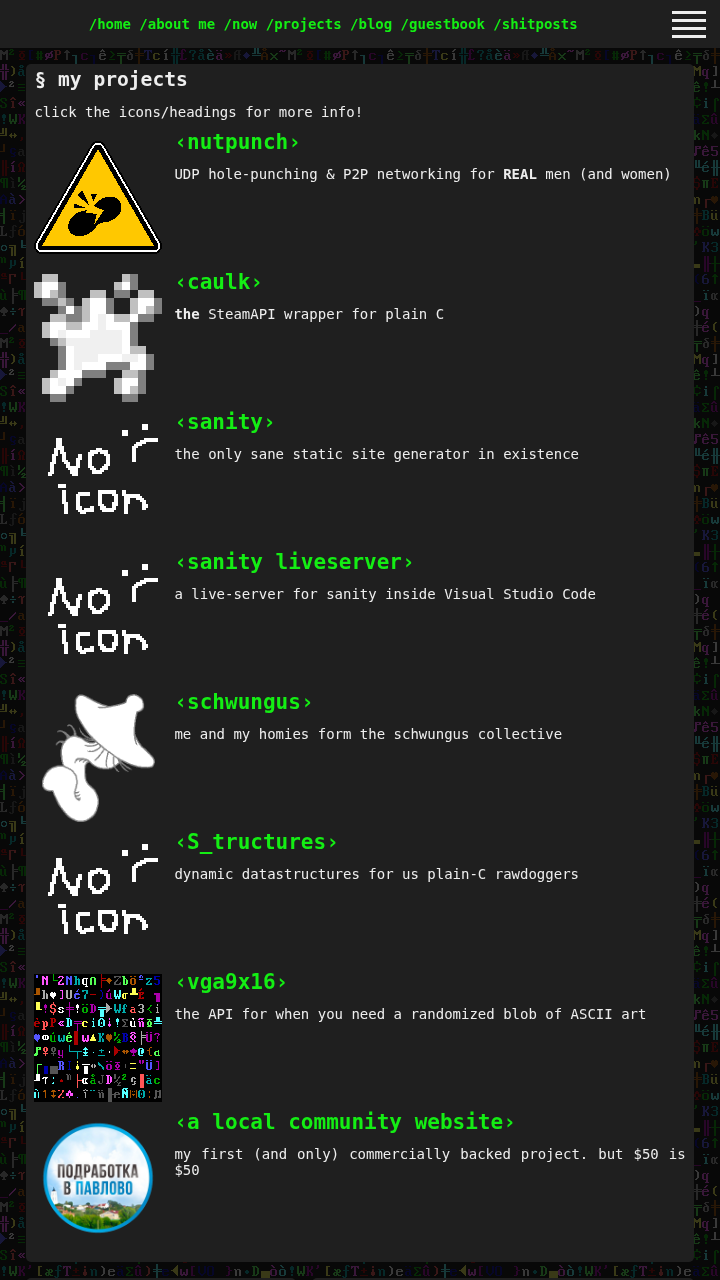 /home /about me /now /projects /blog /guestbook /shitposts
§ my projects
click the icons/headings for more info!
‹nutpunch›
UDP hole-punching & P2P networking for REAL men (and women)
‹caulk›
the SteamAPI wrapper for plain C
‹sanity›
the only sane static site generator in existence
No
icon
‹sanity liveserver›
a live-server for sanity inside Visual Studio Code
No
icon
‹schwungus›
me and my homies form the schwungus collective
‹S_tructures›
dynamic datastructures for us plain-C rawdoggers
No
icon
‹vga9x16›
the API for when you need a randomized blob of ASCII art
‹a local community website›
my first (and only) commercially backed project. but $50 is
$50
ПОДРАБОТКА
В ПАВЛОВО